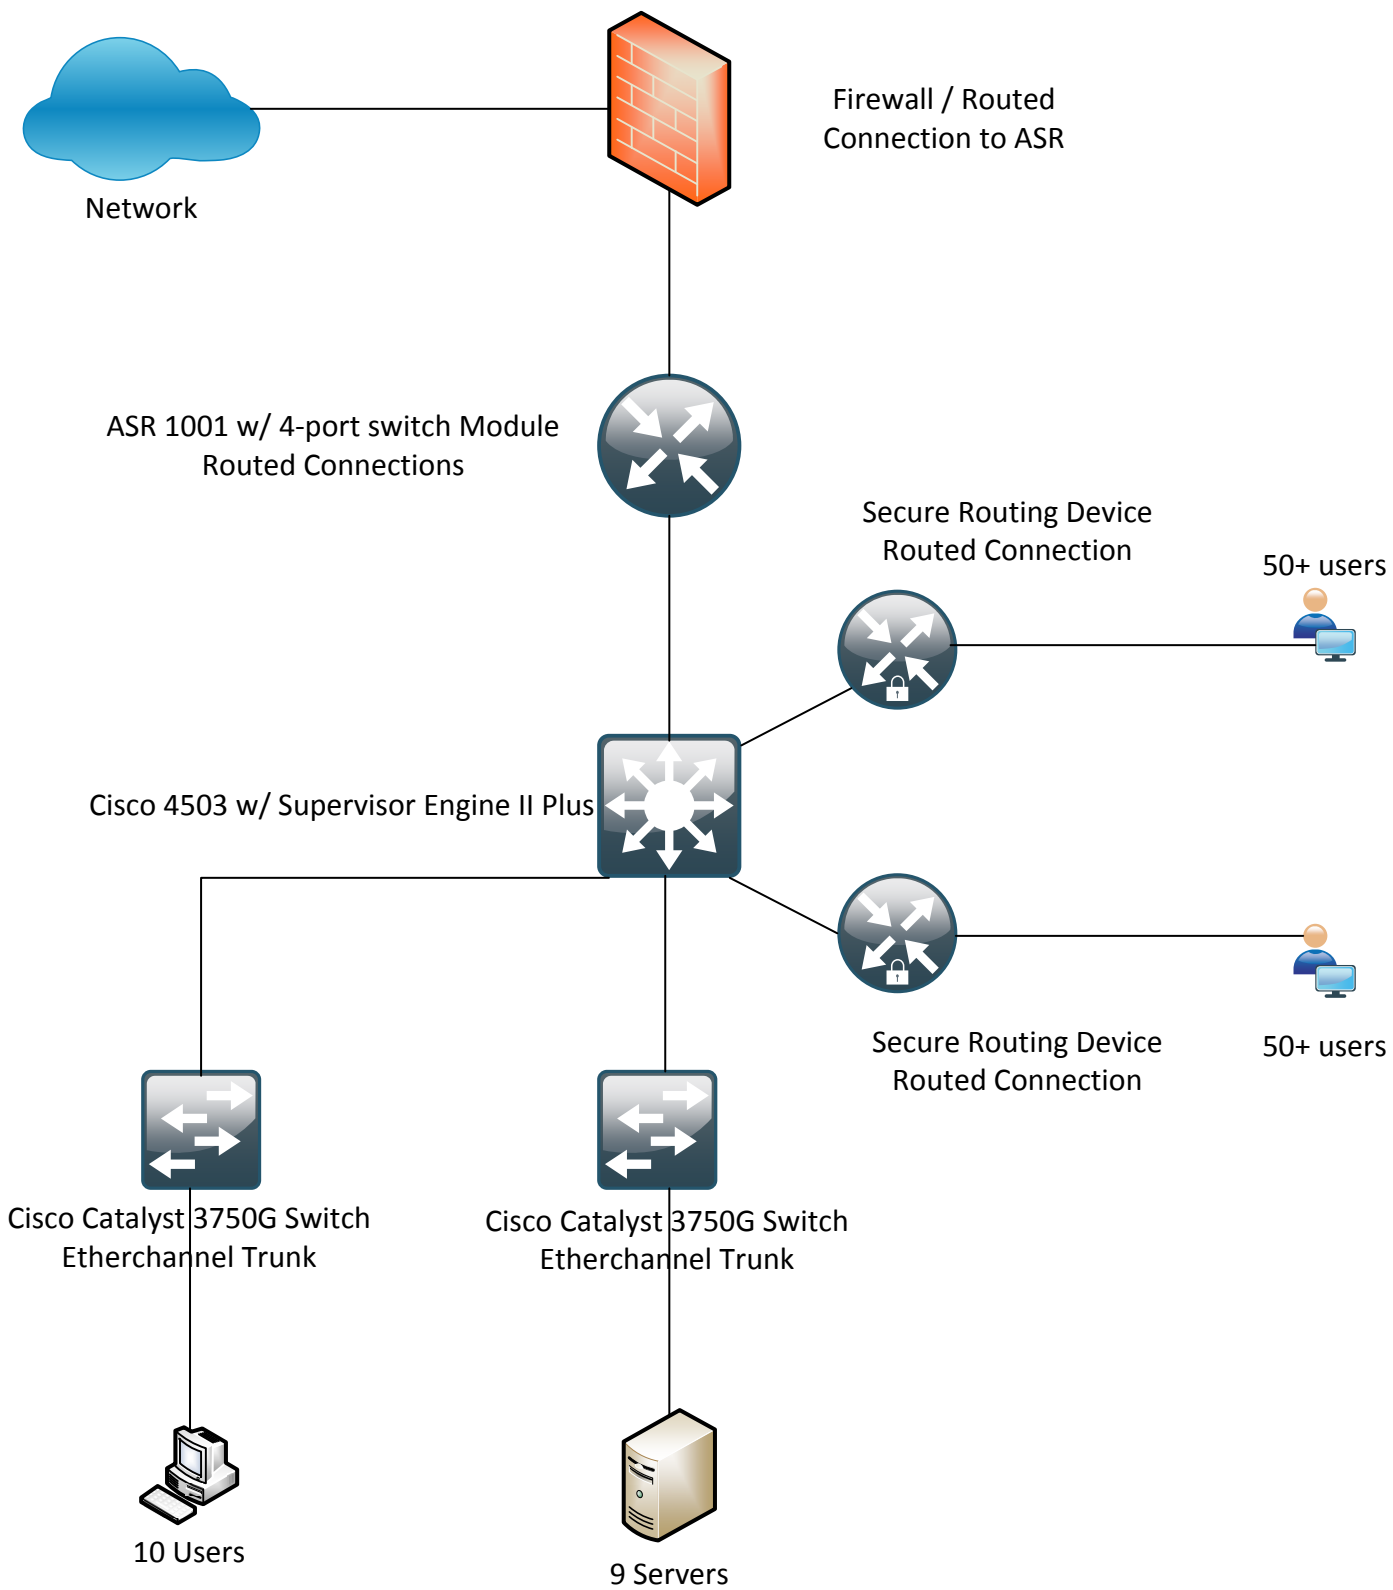 Firewall / Routed
Connection to ASR
Network
ASR 1001 w/ 4-port switch Module
Routed Connections
Secure Routing Device
Routed Connection
50+ users
Cisco 4503 w/ Supervisor Engine II Plus
Secure Routing Device
Routed Connection
50+ users
Cisco Catalyst 3750G Switch
Etherchannel Trunk
Cisco Catalyst 3750G Switch
Etherchannel Trunk
10 Users
9 Servers